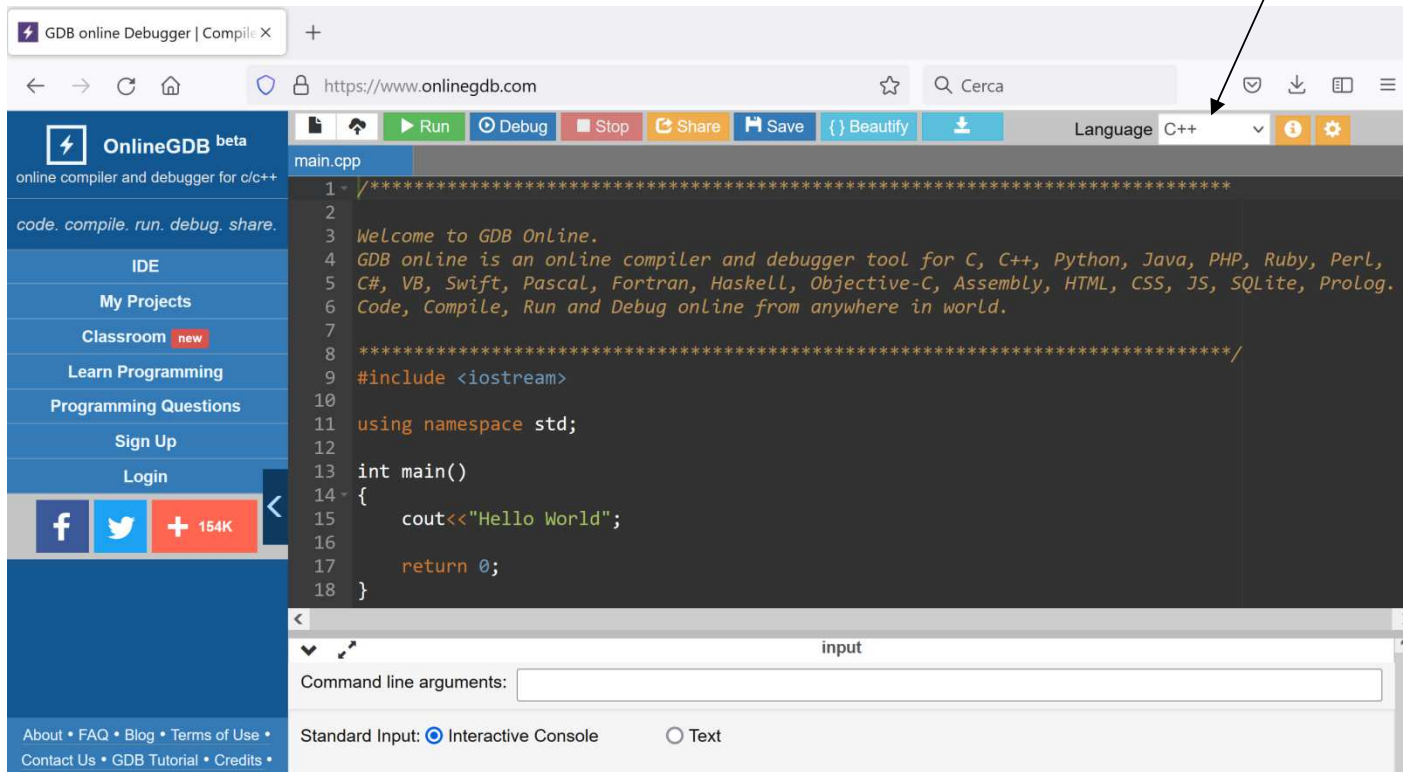 GDB online Debugger | Compile
https://www.onlinegdb.com
Cerca
OnlineGDB beta
online compiler and debugger for c/c++
code. compile. run. debug. share.
IDE
My Projects
Classroom new
Learn Programming
Programming Questions
Sign Up
Login
f
154K
About • FAQ • Blog • Terms of Use •
Contact Us • GDB Tutorial • Credits •
Run Debug Stop Share Save { } Beautify Language C++
main.cpp
1 /******************************************************************************
2
3 Welcome to GDB Online.
4 GDB online is an online compiler and debugger tool for C, C++, Python, Java, PHP, Ruby, Perl,
5 C#, VB, Swift, Pascal, Fortran, Haskell, Objective-C, Assembly, HTML, CSS, JS, SQLite, Prolog.
6 Code, Compile, Run and Debug online from anywhere in world.
7
8 *******************************************************************************/
9 #include <iostream>
10
11 using namespace std;
12
13 int main()
14 {
15     cout<<"Hello World";
16
17     return 0;
18 }
input
Command line arguments:
Standard Input: Interactive Console Text